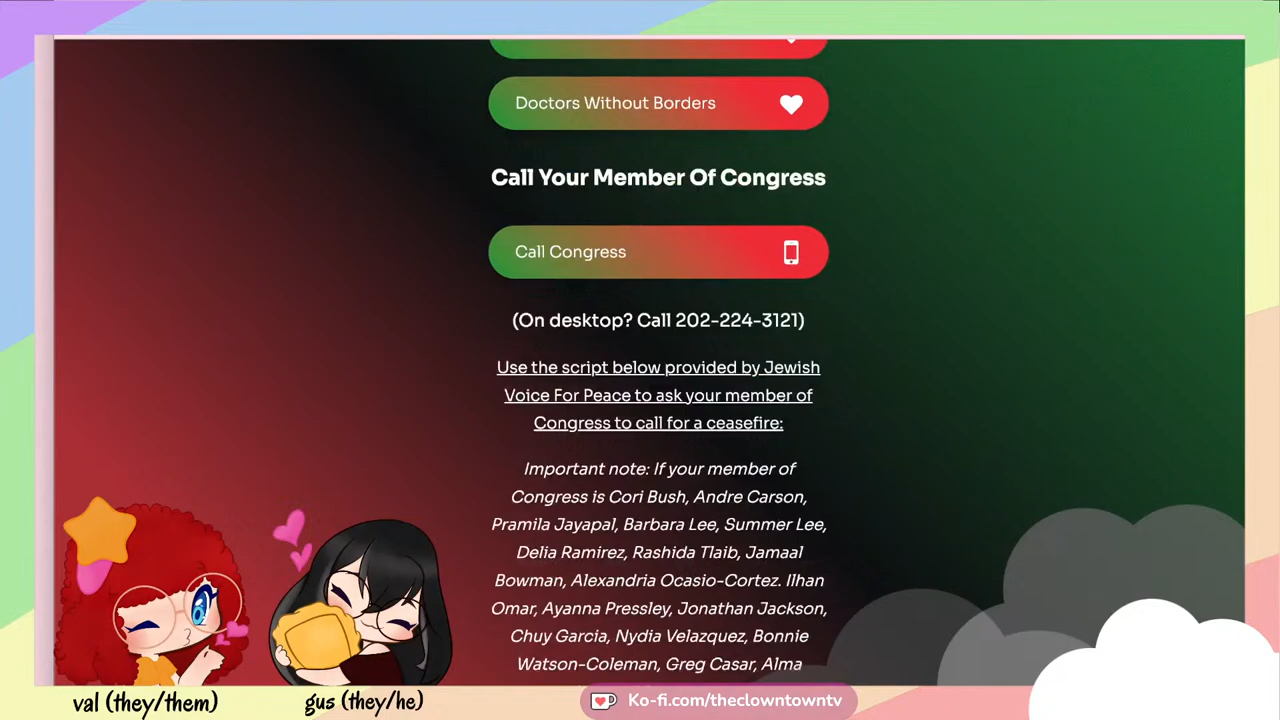 Doctors Without Borders
Call Your Member Of Congress
Call Congress
(On desktop? Call 202-224-3121)
Use the script below provided by Jewish
Voice For Peace to ask your member of
Congress to call for a ceasefire:
Important note: If your member of
Congress is Cori Bush, Andre Carson,
Pramila Jayapal, Barbara Lee, Summer Lee,
Delia Ramirez, Rashida Tlaib, Jamaal
Bowman, Alexandria Ocasio-Cortez. Ilhan
Omar, Ayanna Pressley, Jonathan Jackson,
Chuy Garcia, Nydia Velazquez, Bonnie
Watson-Coleman, Greg Casar, Alma
val (they/them)
gus (they/he)
Ko-fi.com/theclowntowntv